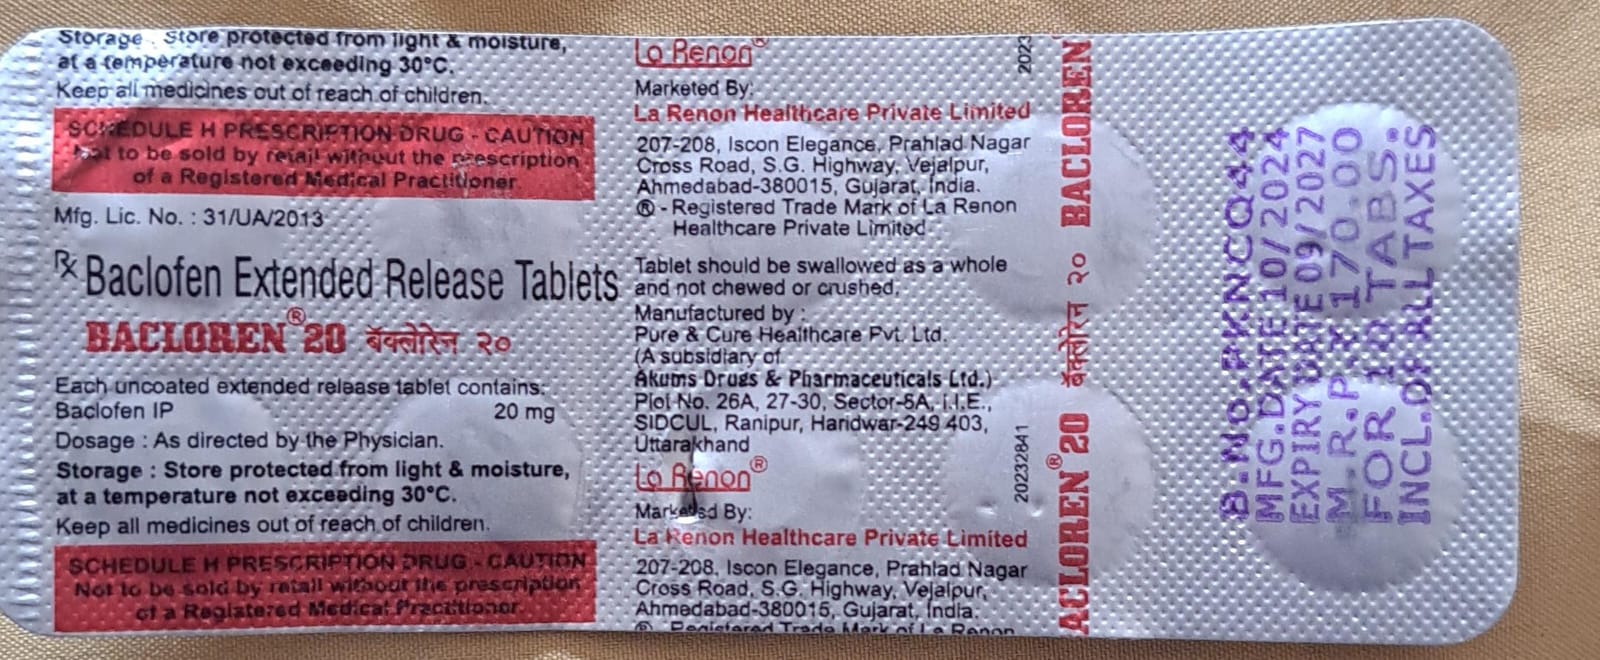 Storage : Store protected from light & moisture,
at a temperature not exceeding 30°C.
Keep all medicines out of reach of children.
SCHEDULE H PRESCRIPTION DRUG - CAUTION
Not to be sold by retail without the prescription
of a Registered Medical Practitioner
Mfg. Lic. No. : 31/UA/2013
Rx Baclofen Extended Release Tablets
BACLOREN® 20 बॅक्लोरेन २०
Each uncoated extended release tablet contains:
Baclofen IP 20 mg
Dosage : As directed by the Physician.
Storage : Store protected from light & moisture,
at a temperature not exceeding 30°C.
Keep all medicines out of reach of children.
SCHEDULE H PRESCRIPTION DRUG - CAUTION
Not to be sold by retail without the prescription
of a Registered Medical Practitioner
La Renon®
Marketed By:
La Renon Healthcare Private Limited
207-208, Iscon Elegance, Prahlad Nagar
Cross Road, S.G. Highway, Vejalpur,
Ahmedabad-380015, Gujarat, India.
® - Registered Trade Mark of La Renon
Healthcare Private Limited
Tablet should be swallowed as a whole
and not chewed or crushed.
Manufactured by :
Pure & Cure Healthcare Pvt. Ltd.
(A subsidiary of
Akums Drugs & Pharmaceuticals Ltd.)
Plot No. 26A, 27-30, Sector-8A, I.I.E.,
SIDCUL, Ranipur, Haridwar-249 403,
Uttarakhand
La Renon®
Marketed By:
La Renon Healthcare Private Limited
207-208, Iscon Elegance, Prahlad Nagar
Cross Road, S.G. Highway, Vejalpur,
Ahmedabad-380015, Gujarat, India.
® - Registered Trade Mark of La Renon
2023
20232841
ACLOREN® 20 बॅक्लोरेन २० BACLOREN
B.NO.PKNCQ44
MFG.DATE 10/2024
EXPIRY DATE 09/2027
M.R.P.₹ 170.00
FOR 10 TABS.
INCL.OF ALL TAXES